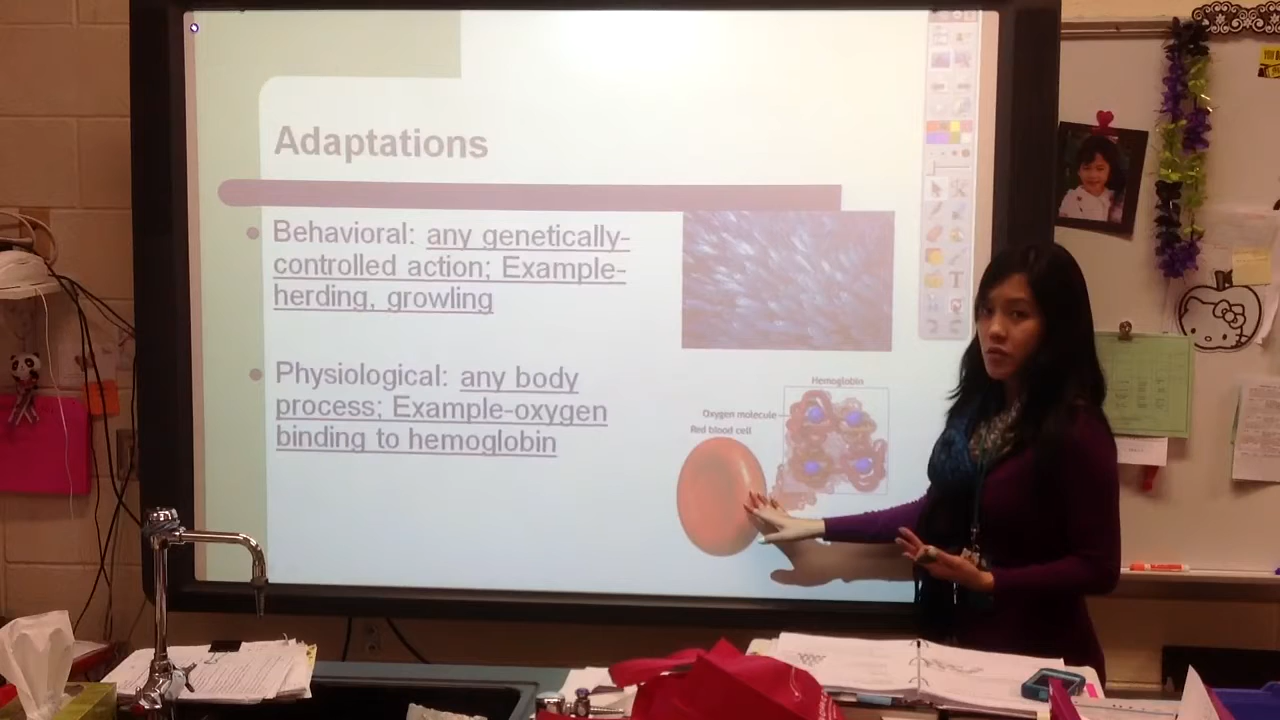 Adaptations
Behavioral: any genetically-
controlled action; Example-
herding, growling
Physiological: any body
process; Example-oxygen
binding to hemoglobin
Hemoglobin
Oxygen molecule
Red blood cell
T